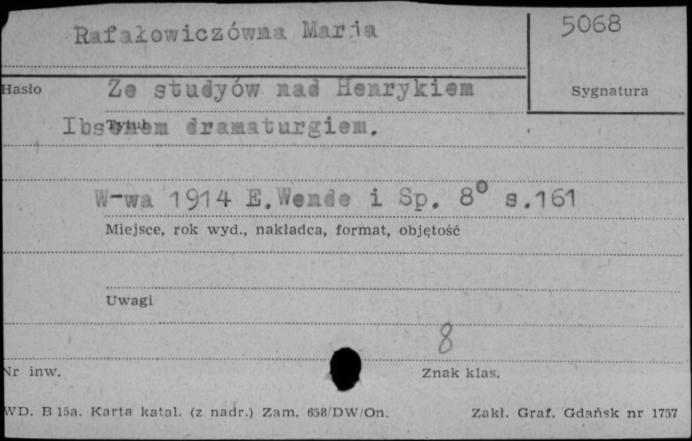 Rafałowiczówna Marja
5068
Hasło
Ze studyów nad Henrykiem
Sygnatura
Ibsenem dramaturgiem.
Tytuł
W-wa 1914 E.Wende i Sp. 8° s.161
Miejsce, rok wyd., nakładca, format, objętość
Uwagi
8
Nr inw.
Znak klas.
WD. B 15a. Karta katal. (z nadr.) Zam. 658/DW/On.
Zakł. Graf. Gdańsk nr 1757